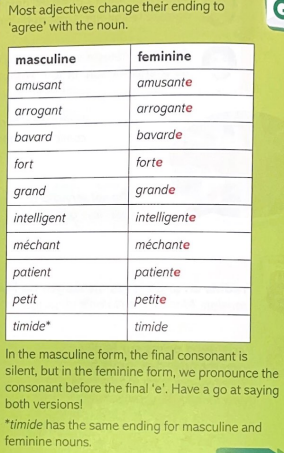 Most adjectives change their ending to
'agree' with the noun.
masculine feminine
amusant amusante
arrogant arrogante
bavard bavarde
fort forte
grand grande
intelligent intelligente
méchant méchante
patient patiente
petit petite
timide* timide
In the masculine form, the final consonant is
silent, but in the feminine form, we pronounce the
consonant before the final 'e'. Have a go at saying
both versions!
*timide has the same ending for masculine and
feminine nouns.